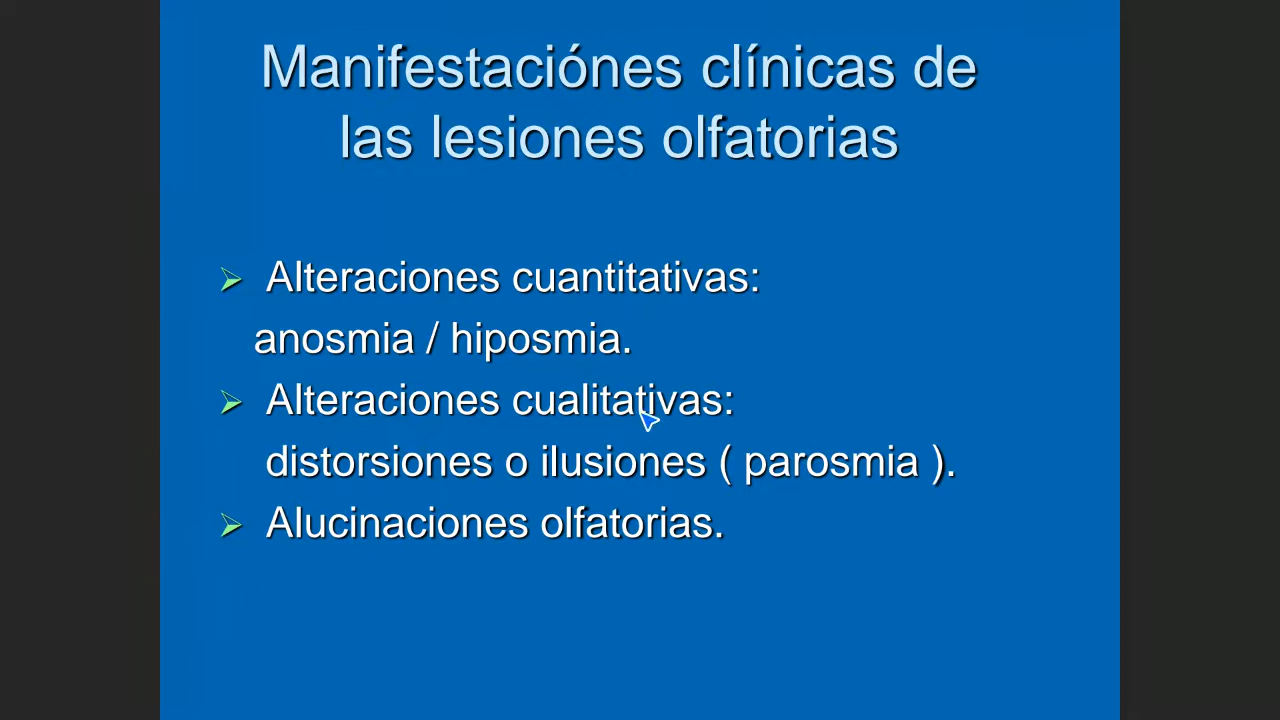 Manifestaciónes clínicas de
las lesiones olfatorias
Alteraciones cuantitativas:
anosmia / hiposmia.
Alteraciones cualitativas:
distorsiones o ilusiones ( parosmia ).
Alucinaciones olfatorias.